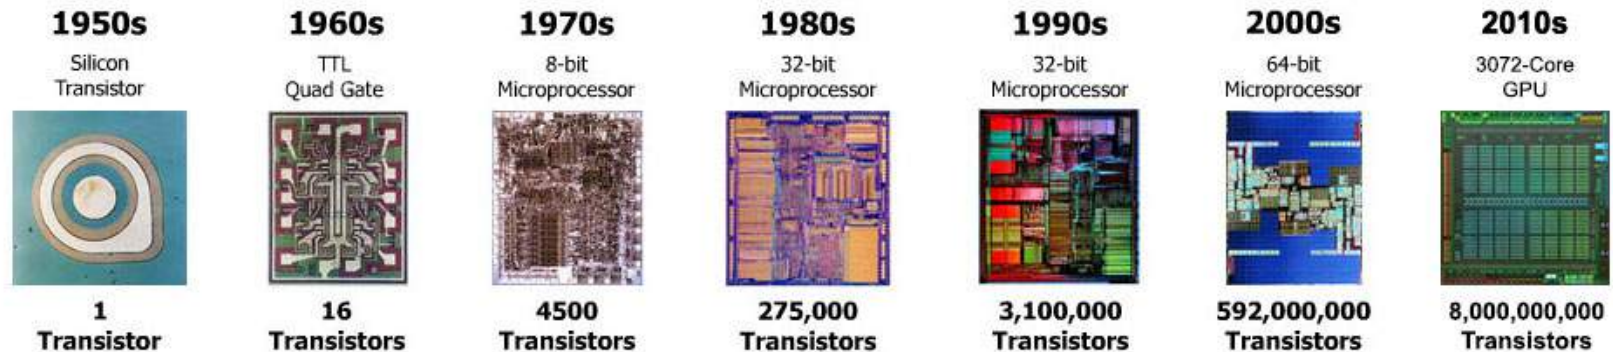 1950s
Silicon
Transistor
1
Transistor
1960s
TTL
Quad Gate
16
Transistors
1970s
8-bit
Microprocessor
4500
Transistors
1980s
32-bit
Microprocessor
275,000
Transistors
1990s
32-bit
Microprocessor
3,100,000
Transistors
2000s
64-bit
Microprocessor
592,000,000
Transistors
2010s
3072-Core
GPU
8,000,000,000
Transistors